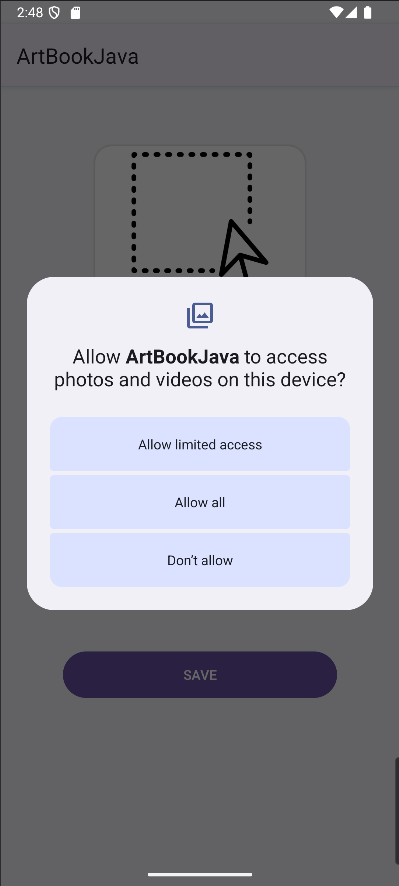 2:48
ArtBookJava
Allow ArtBookJava to access
photos and videos on this device?
Allow limited access
Allow all
Don't allow
SAVE